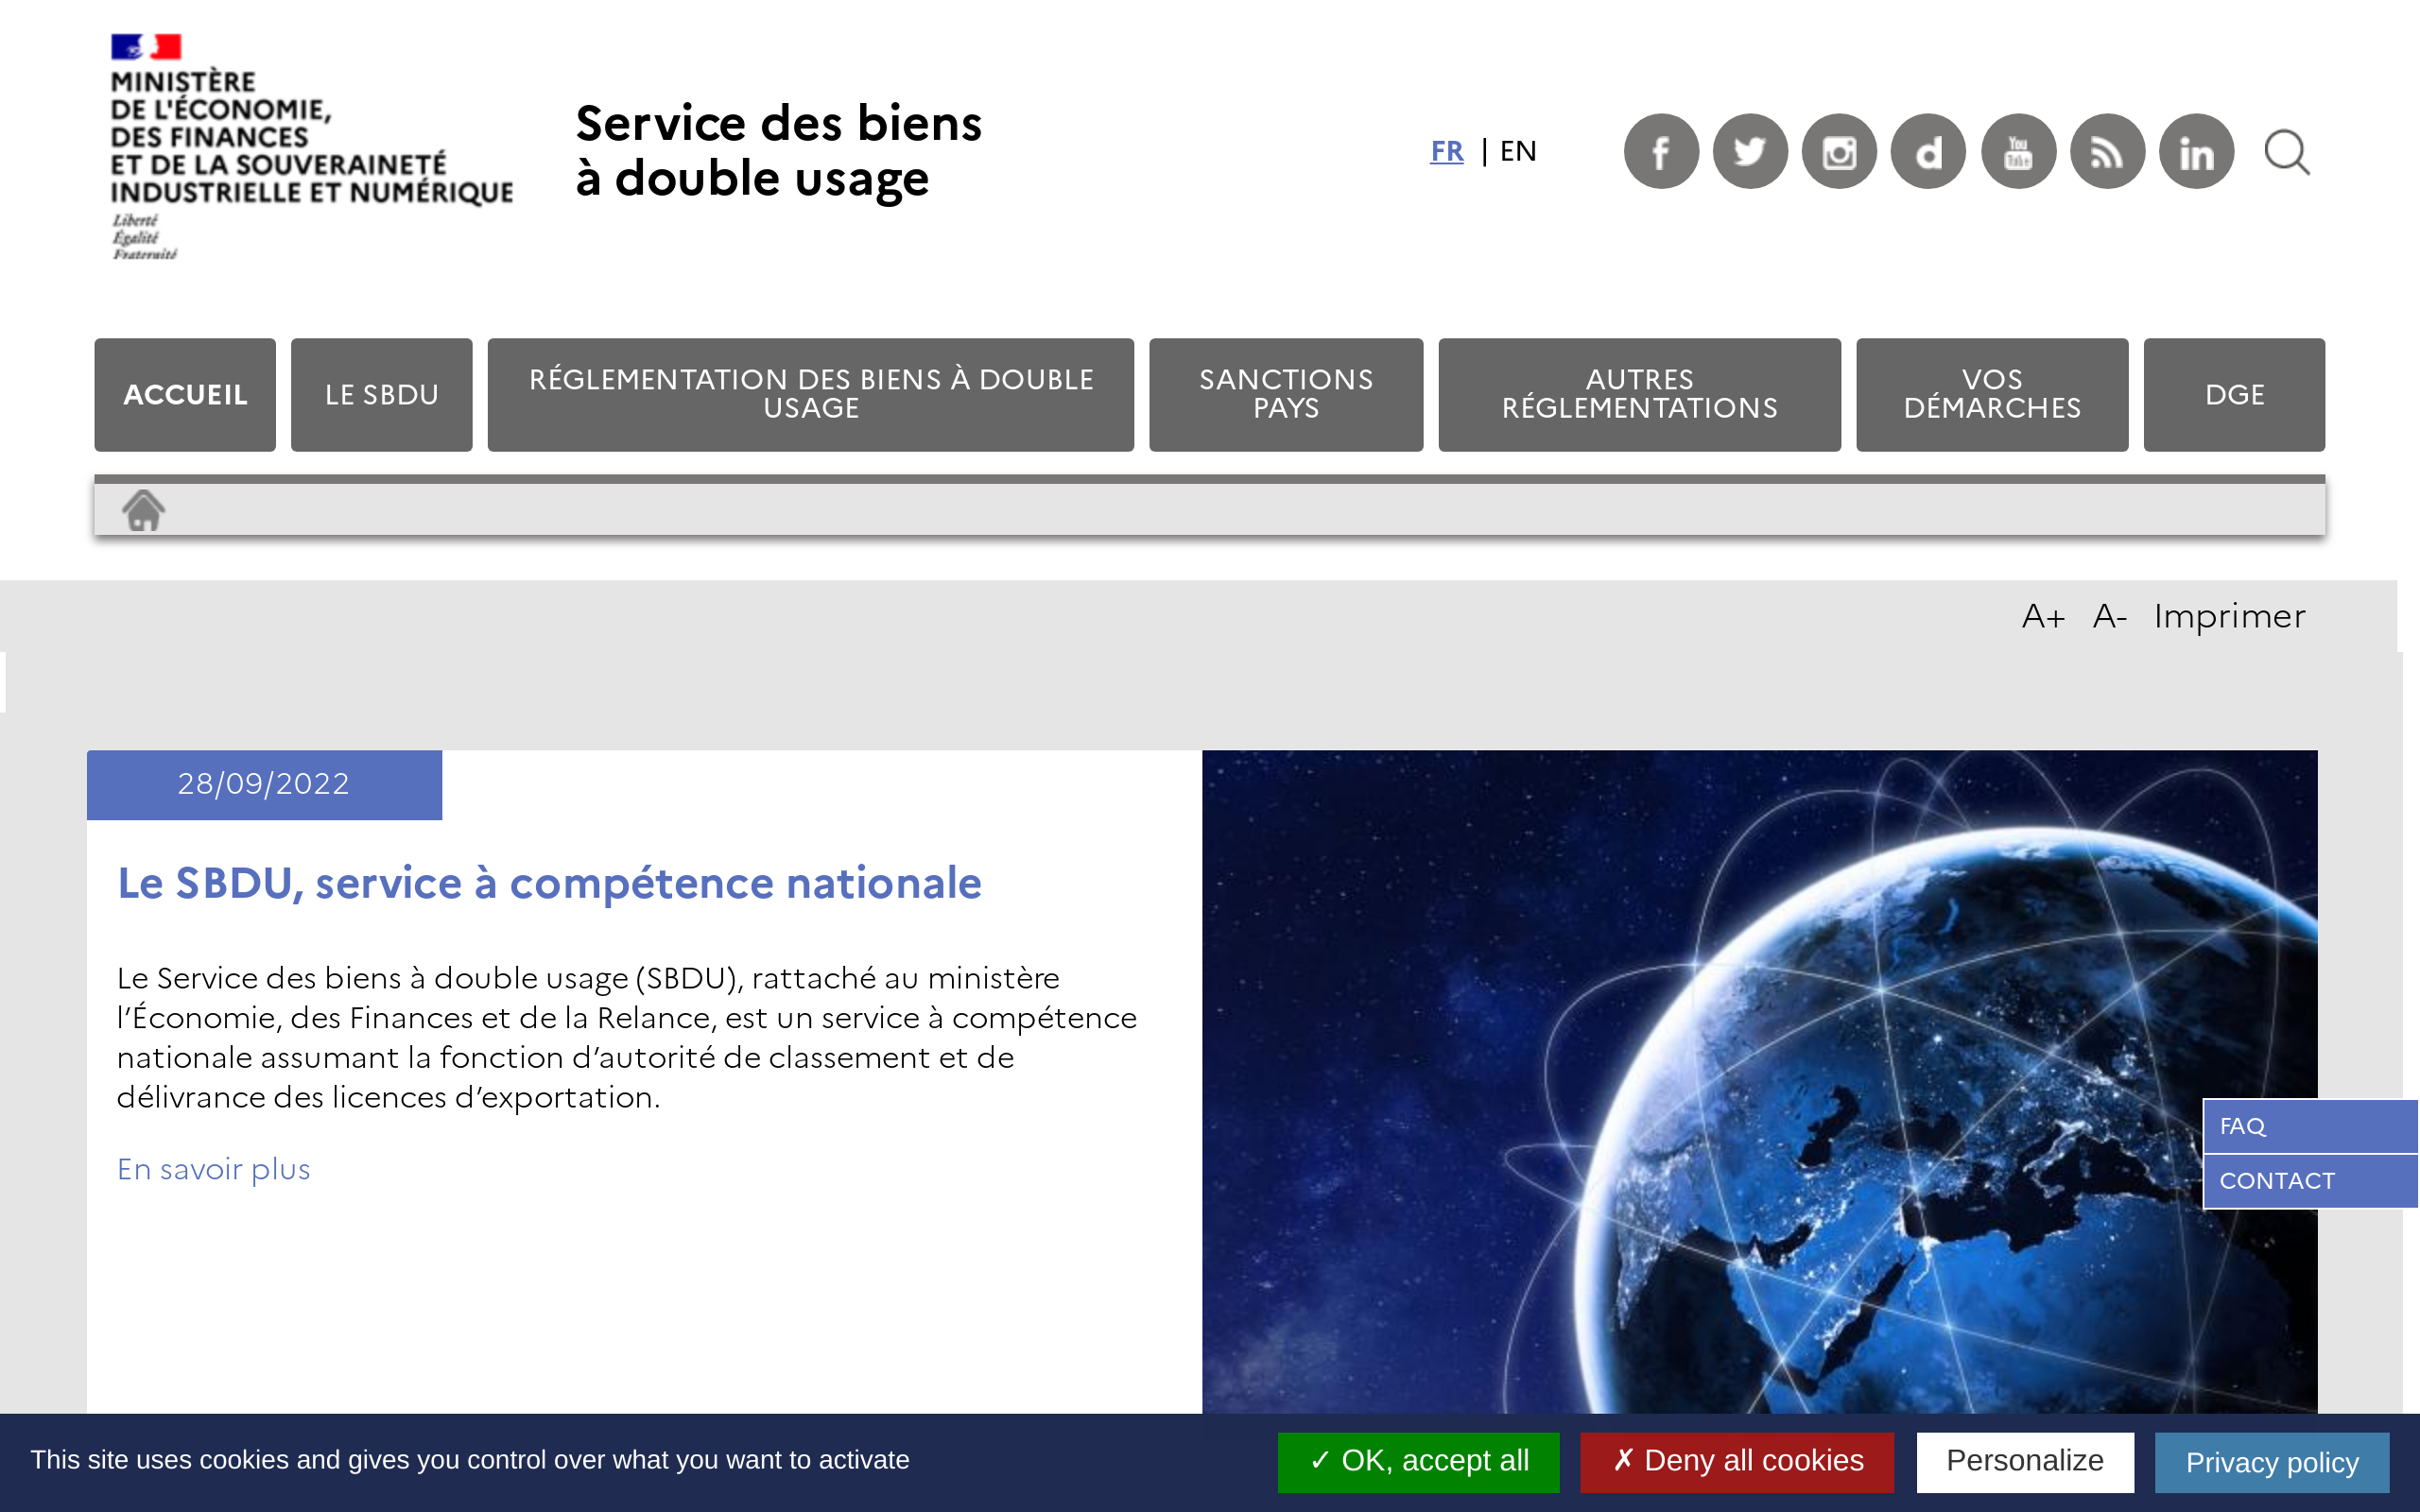 MINISTÈRE
DE L'ÉCONOMIE,
DES FINANCES
ET DE LA SOUVERAINETÉ
INDUSTRIELLE ET NUMÉRIQUE
Liberté
Égalité
Fraternité
Service des biens
à double usage
FR | EN
ACCUEIL
LE SBDU
RÉGLEMENTATION DES BIENS À DOUBLE
USAGE
SANCTIONS
PAYS
AUTRES
RÉGLEMENTATIONS
VOS
DÉMARCHES
DGE
A+ A- Imprimer
28/09/2022
Le SBDU, service à compétence nationale
Le Service des biens à double usage (SBDU), rattaché au ministère
l’Économie, des Finances et de la Relance, est un service à compétence
nationale assumant la fonction d’autorité de classement et de
délivrance des licences d’exportation.
En savoir plus
FAQ
CONTACT
This site uses cookies and gives you control over what you want to activate
✓ OK, accept all
✗ Deny all cookies
Personalize
Privacy policy